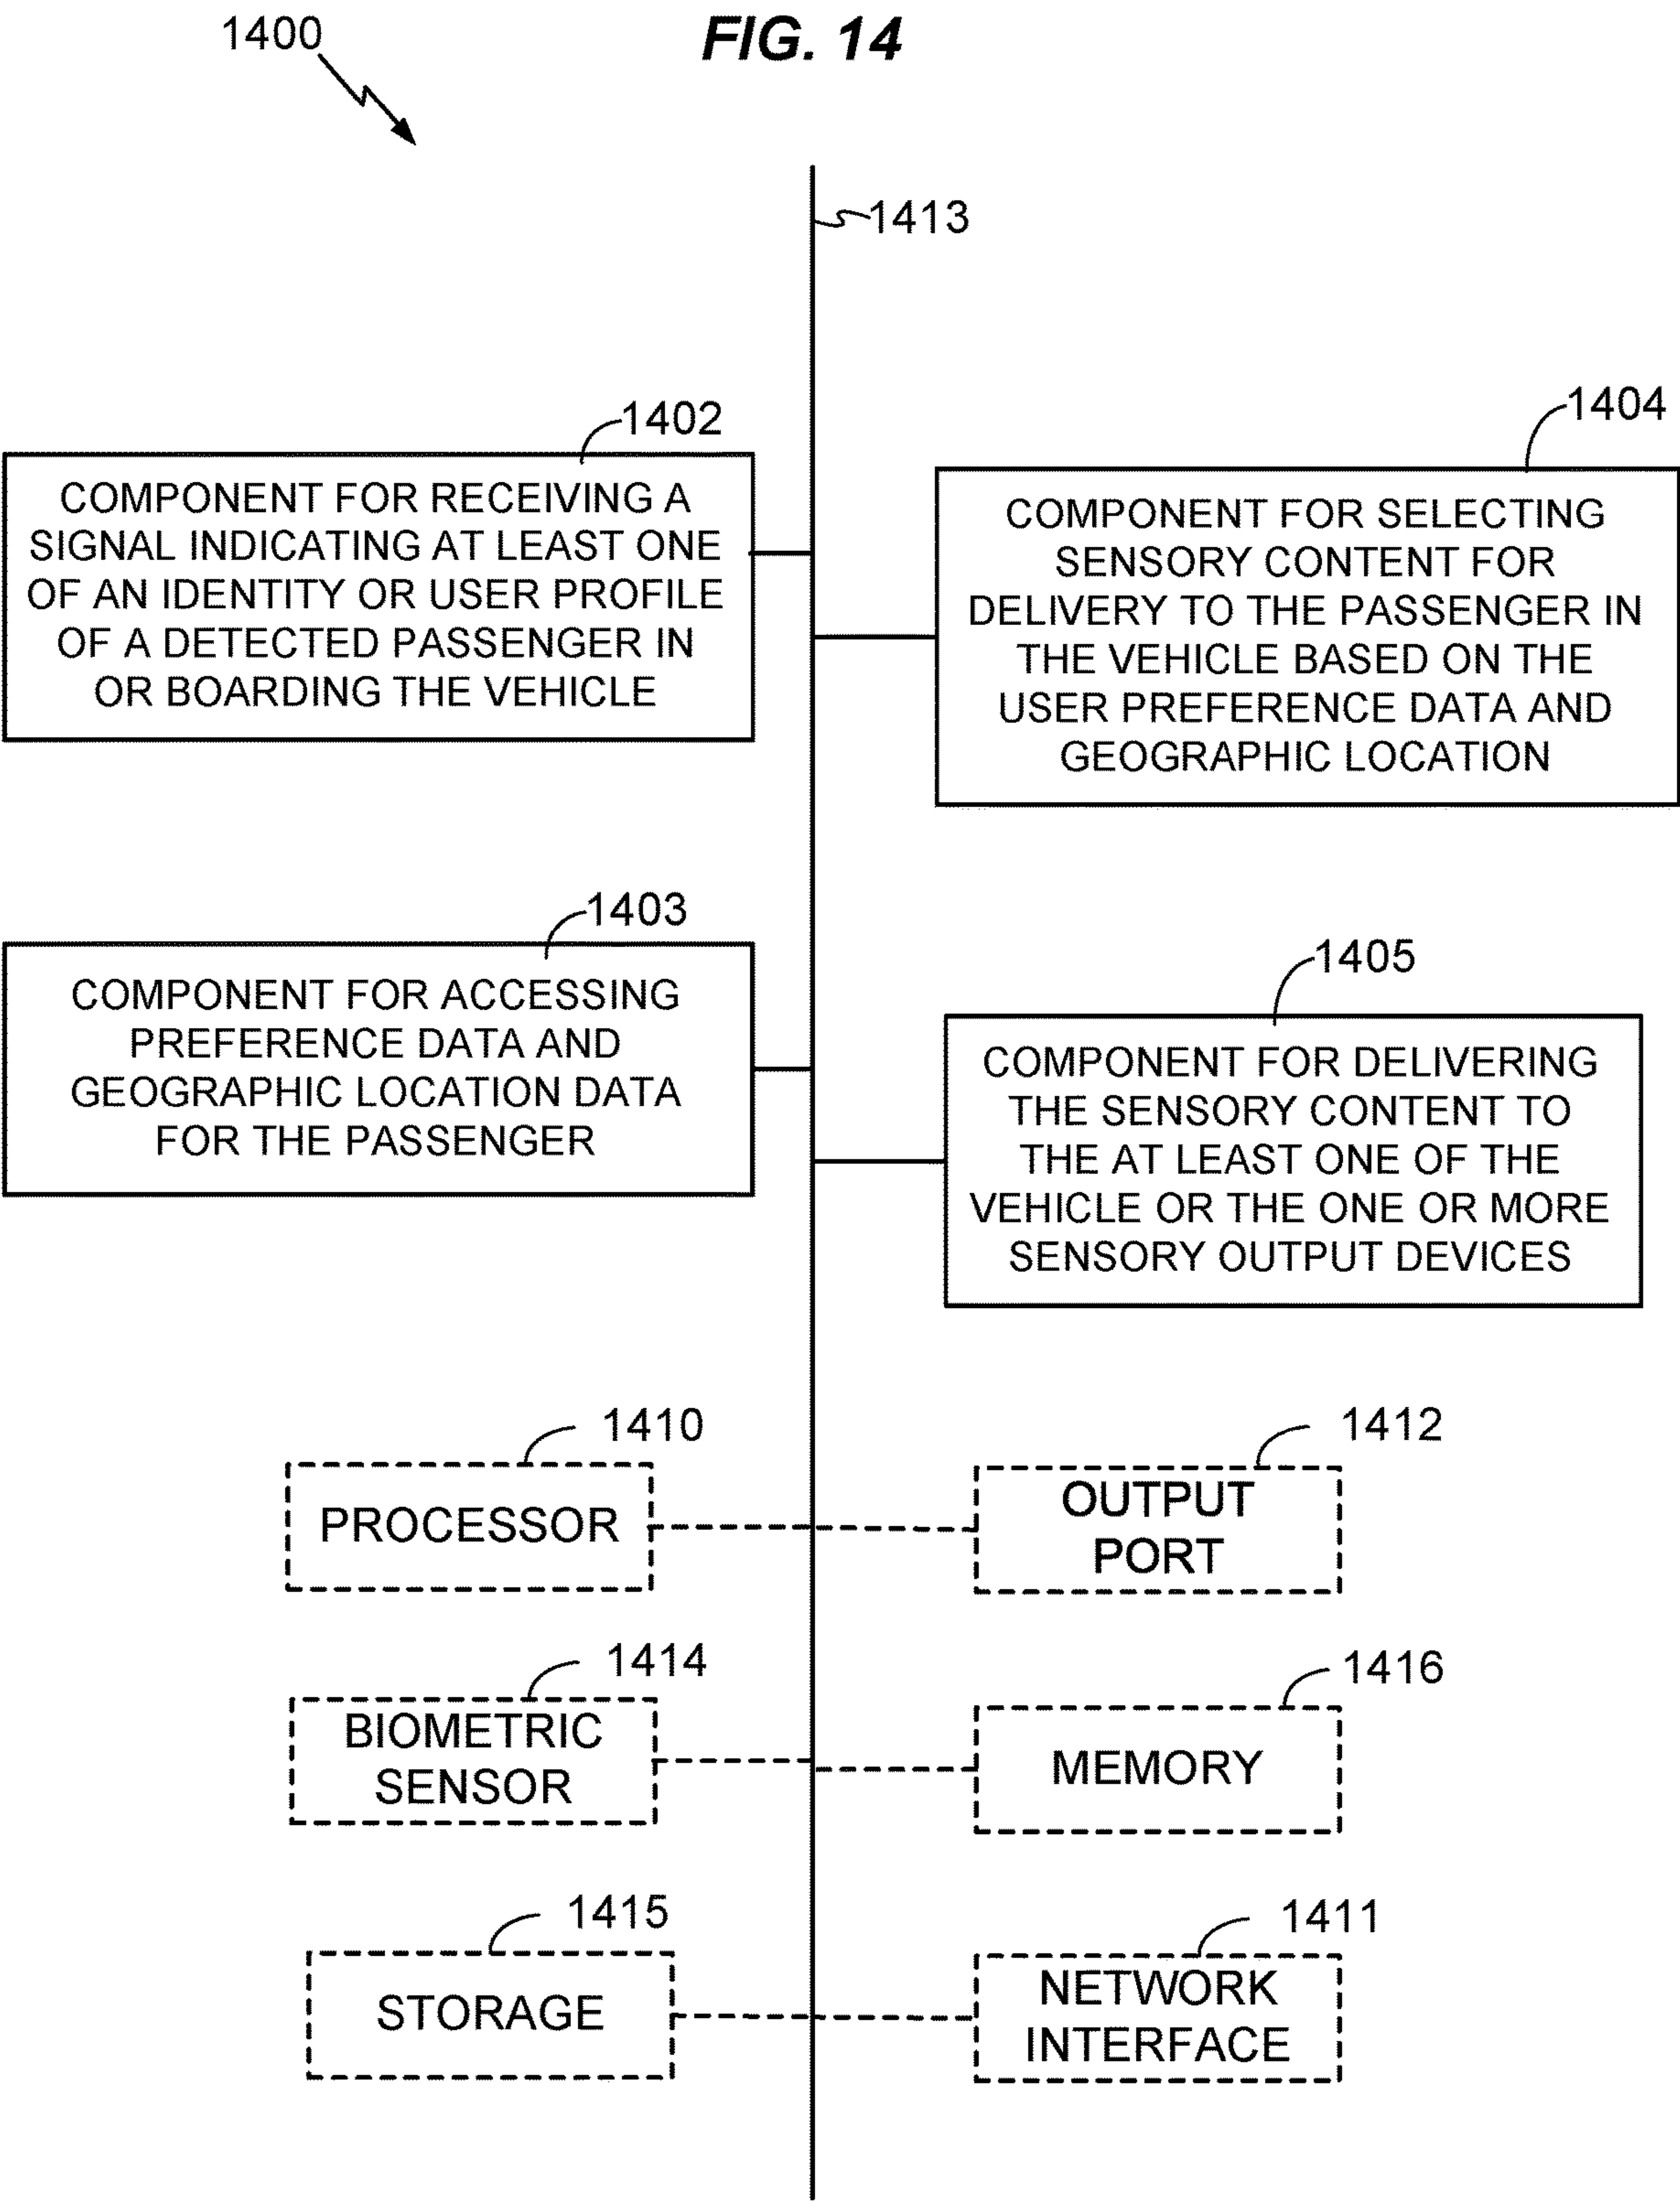 1400
FIG. 14
1413
1402
COMPONENT FOR RECEIVING A
SIGNAL INDICATING AT LEAST ONE
OF AN IDENTITY OR USER PROFILE
OF A DETECTED PASSENGER IN
OR BOARDING THE VEHICLE
1404
COMPONENT FOR SELECTING
SENSORY CONTENT FOR
DELIVERY TO THE PASSENGER IN
THE VEHICLE BASED ON THE
USER PREFERENCE DATA AND
GEOGRAPHIC LOCATION
1403
COMPONENT FOR ACCESSING
PREFERENCE DATA AND
GEOGRAPHIC LOCATION DATA
FOR THE PASSENGER
1405
COMPONENT FOR DELIVERING
THE SENSORY CONTENT TO
THE AT LEAST ONE OF THE
VEHICLE OR THE ONE OR MORE
SENSORY OUTPUT DEVICES
1410
PROCESSOR
1412
OUTPUT
PORT
1414
BIOMETRIC
SENSOR
1416
MEMORY
1415
STORAGE
1411
NETWORK
INTERFACE